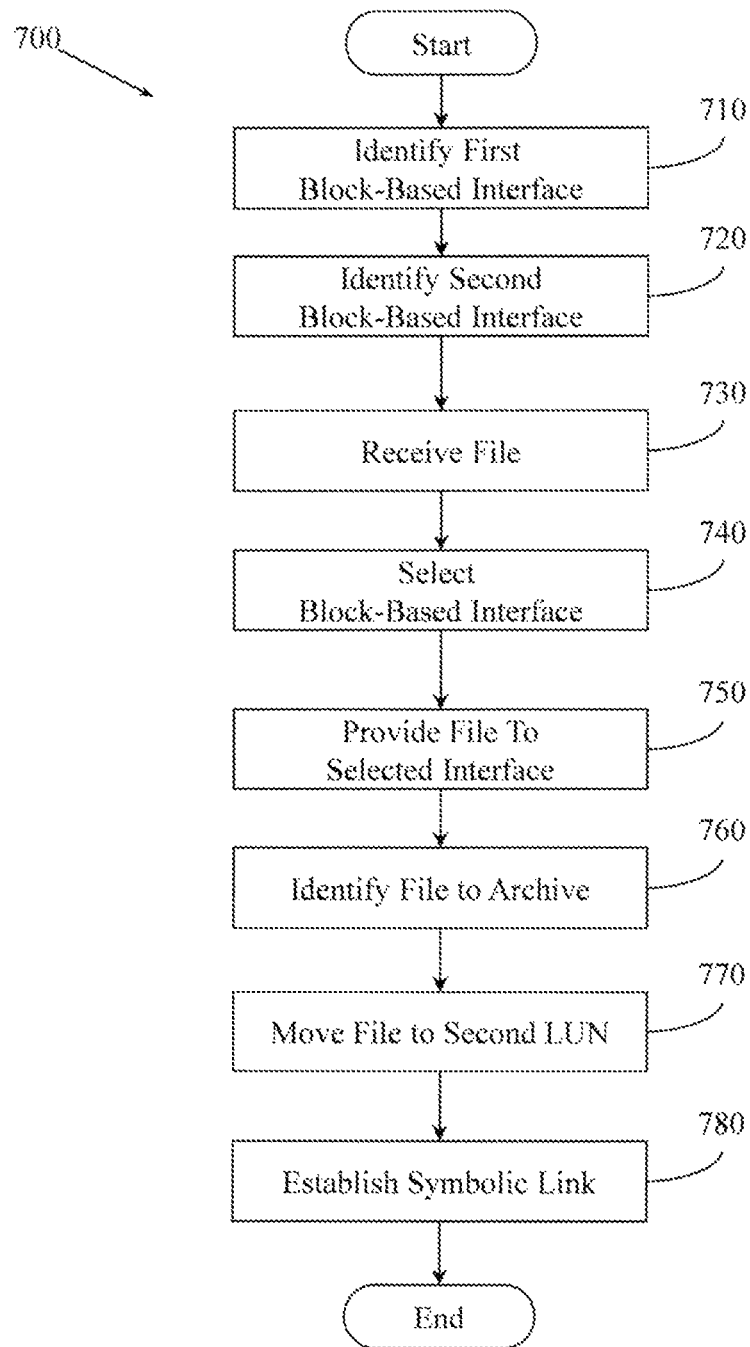 700
Start
710
Identify First
Block-Based Interface
720
Identify Second
Block-Based Interface
730
Receive File
740
Select
Block-Based Interface
750
Provide File To
Selected Interface
760
Identify File to Archive
770
Move File to Second LUN
780
Establish Symbolic Link
End